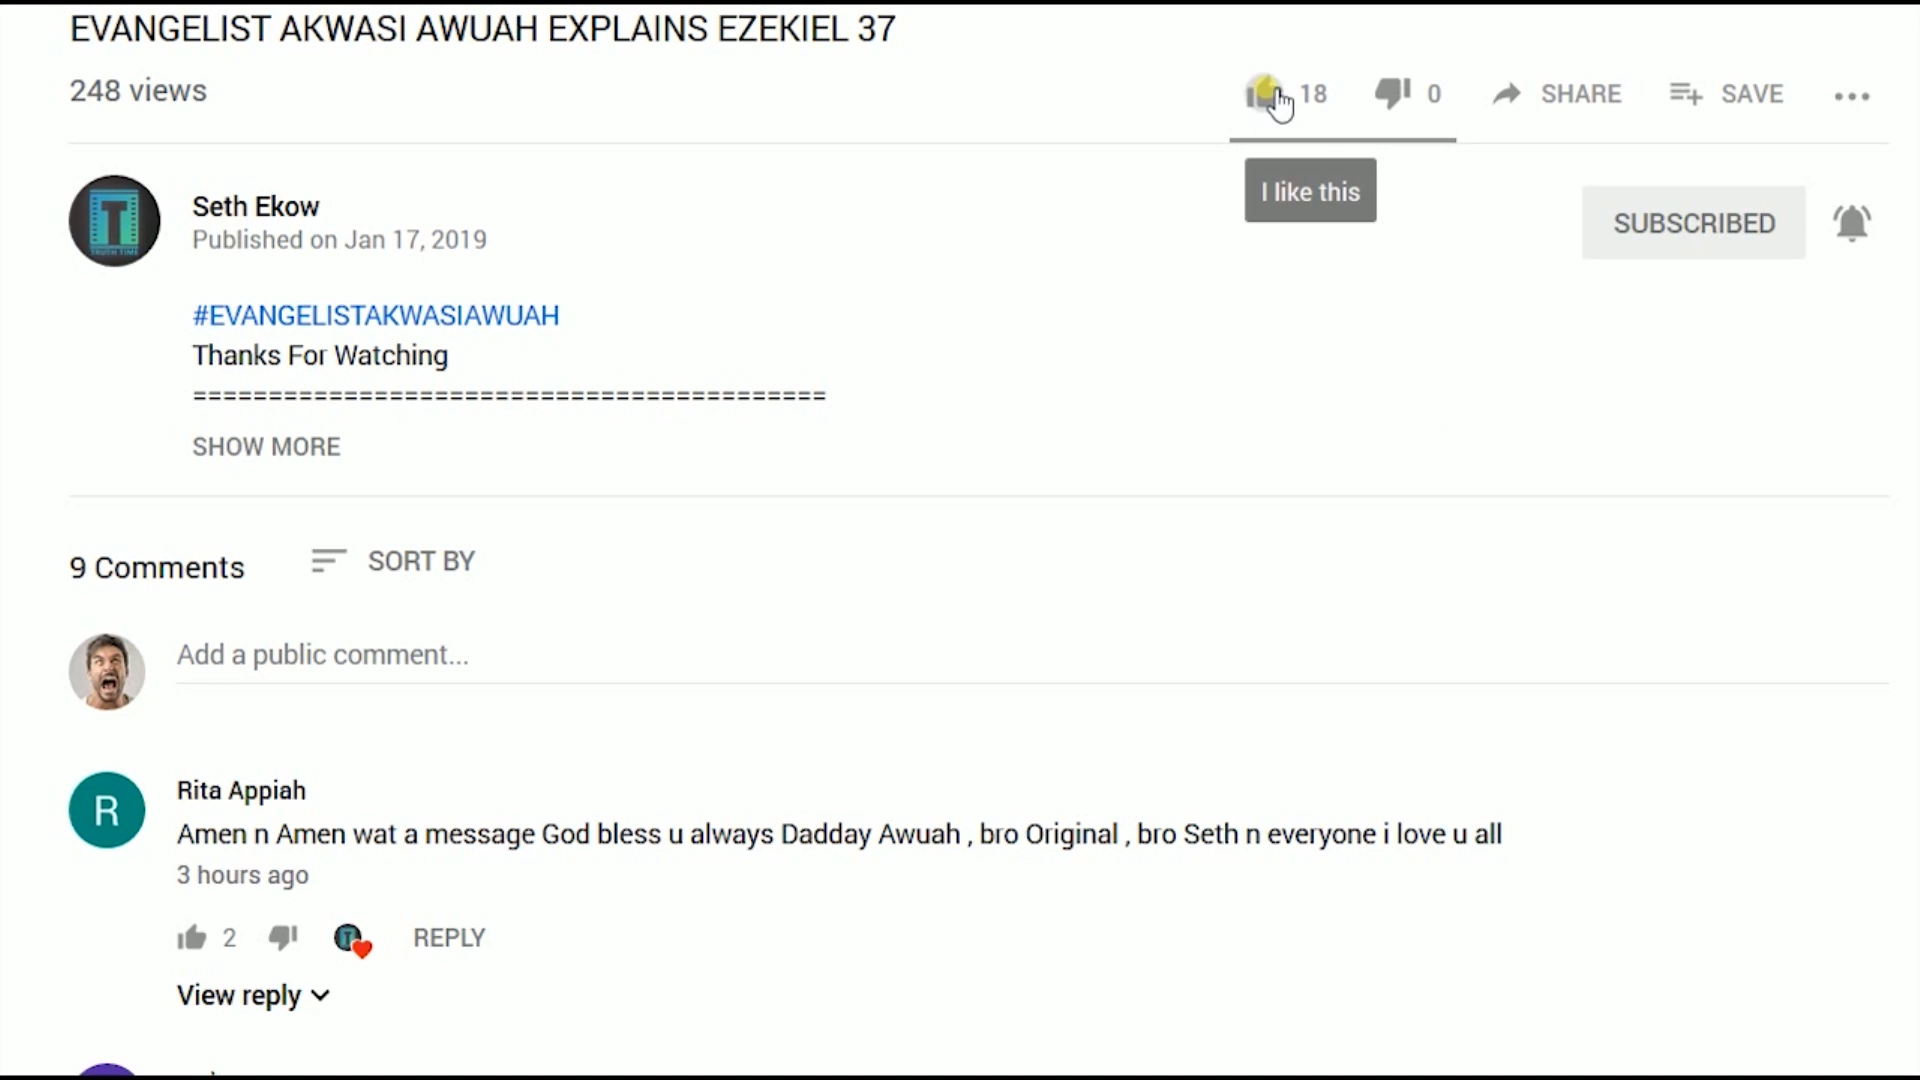 EVANGELIST AKWASI AWUAH EXPLAINS EZEKIEL 37
248 views
18
0
SHARE
SAVE
I like this
T
TRUTH TIME
Seth Ekow
Published on Jan 17, 2019
SUBSCRIBED
#EVANGELISTAKWASIAWUAH
Thanks For Watching
===========================================
SHOW MORE
9 Comments
SORT BY
Add a public comment...
R
Rita Appiah
Amen n Amen wat a message God bless u always Dadday Awuah , bro Original , bro Seth n everyone i love u all
3 hours ago
2
T
REPLY
View reply